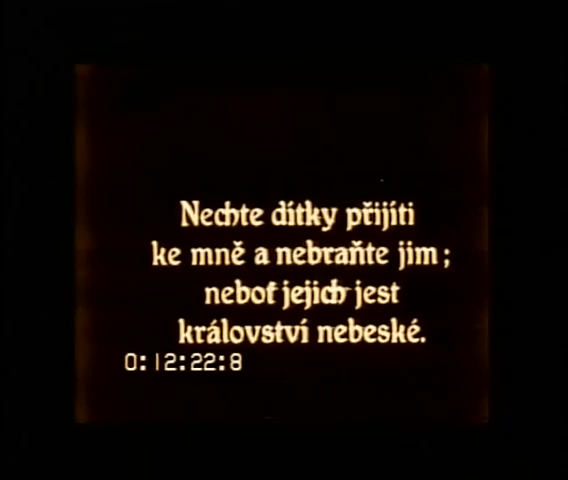 Nechte dítky přijíti
ke mně a nebraňte jim;
neboť jejich jest
království nebeské.
0:12:22:8